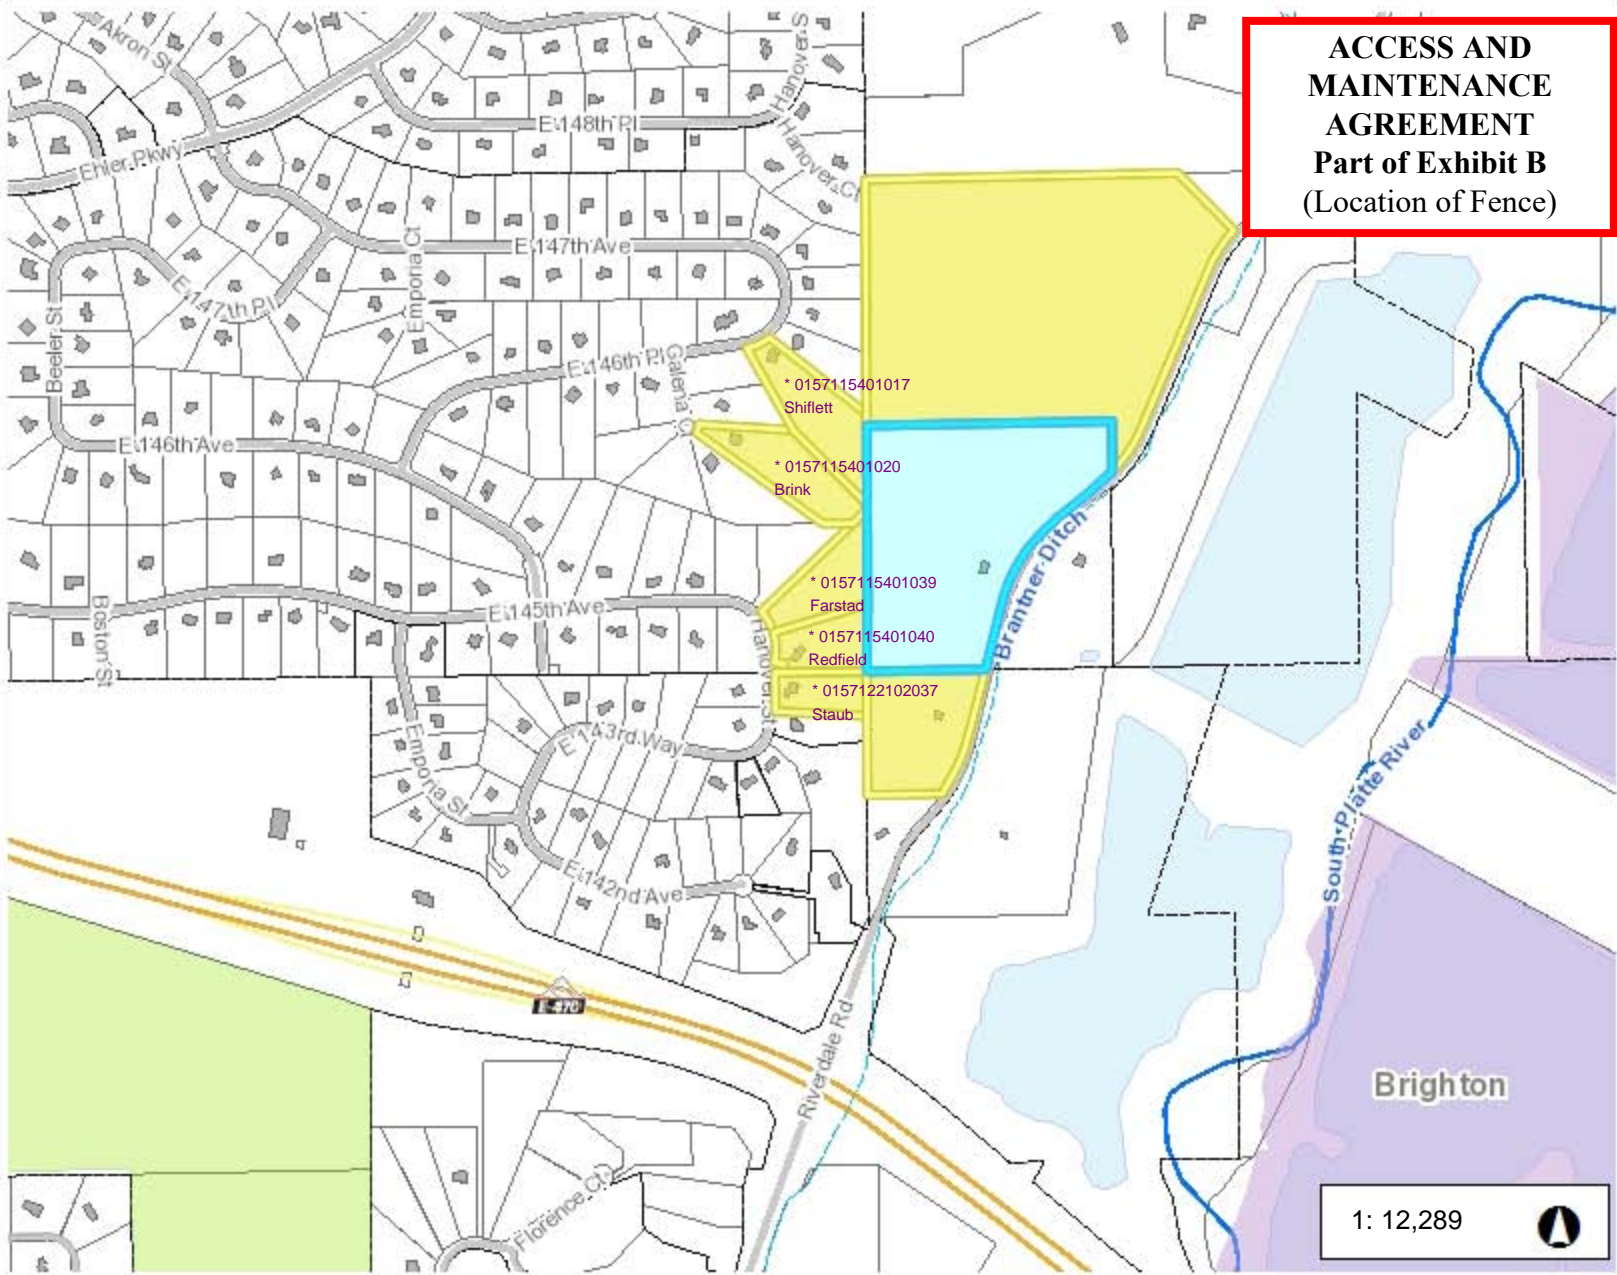 ACCESS AND
MAINTENANCE
AGREEMENT
Part of Exhibit B
(Location of Fence)
Akron St
Hanover S
E 148th Pl
Hanover Ct
Ehler Pkwy
E 147th Ave
Emporia Ct
E 147th Pl
Beeler St
E 146th Pl
Galena Ct
* 0157115401017
Shiflett
E 146th Ave
* 0157115401020
Brink
Brantner Ditch
* 0157115401039
Farstad
E 145th Ave
Boston St
Hanover St
* 0157115401040
Redfield
* 0157122102037
Staub
E 143rd Way
Emporia St
South Platte River
E 142nd Ave
E-470
Riverdale Rd
Brighton
Florence Ct
1: 12,289